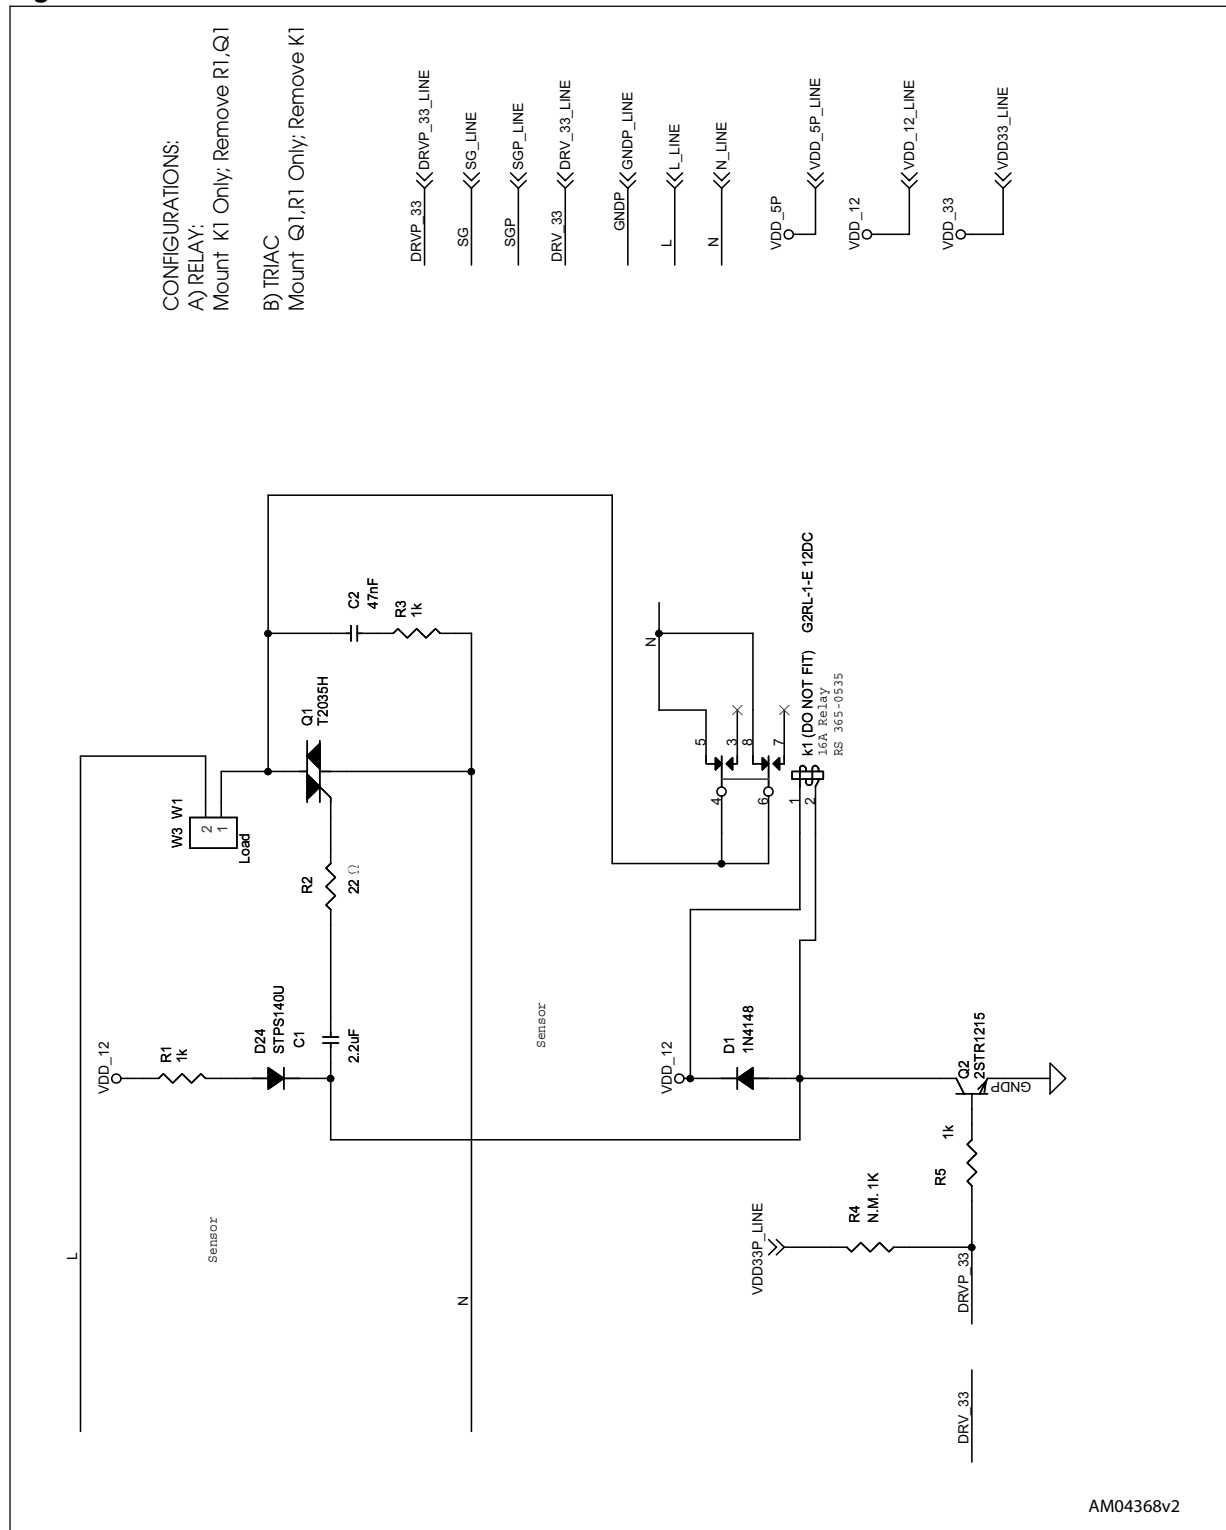 CONFIGURATIONS:
A) RELAY:
Mount K1 Only; Remove R1,Q1
B) TRIAC
Mount Q1,R1 Only; Remove K1
DRVP_33
DRVP_33_LINE
SG
SG_LINE
SGP
SGP_LINE
DRV_33
DRV_33_LINE
GNDP
GNDP_LINE
L
L_LINE
N
N_LINE
VDD_5P
VDD_5P_LINE
VDD_12
VDD_12_LINE
VDD_33
VDD33_LINE
L
W3 W1
2
1
Load
VDD_12
R1
1k
D24
STPS140U
C1
2.2uF
R2
22 Ω
Q1
T2035H
C2
47nF
R3
1k
Sensor
N
Sensor
N
5
3
8
7
4
6
1
2
k1 (DO NOT FIT) G2RL-1-E 12DC
16A Relay
RS 365-0535
VDD_12
D1
1N4148
Q2
2STR1215
GNDP
1k
R5
R4
N.M. 1K
VDD33P_LINE
DRVP_33
DRV_33
AM04368v2